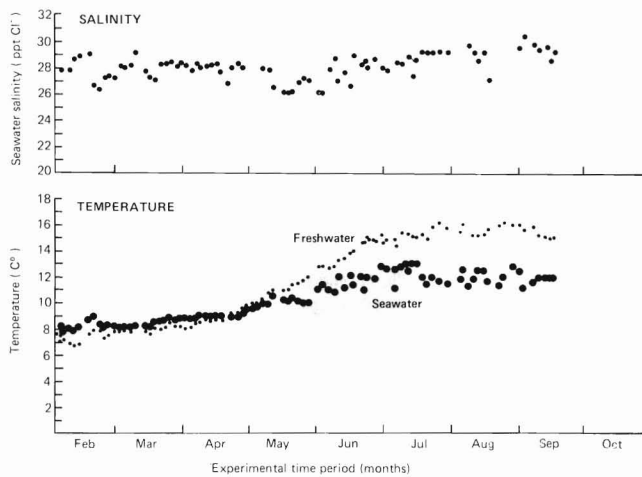 SALINITY
Seawater salinity (ppt Cl⁻)
32
30
28
26
24
22
20
TEMPERATURE
Temperature (C°)
18
16
14
12
10
8
6
4
2
Freshwater
Seawater
Feb Mar Apr May Jun Jul Aug Sep Oct
Experimental time period (months)